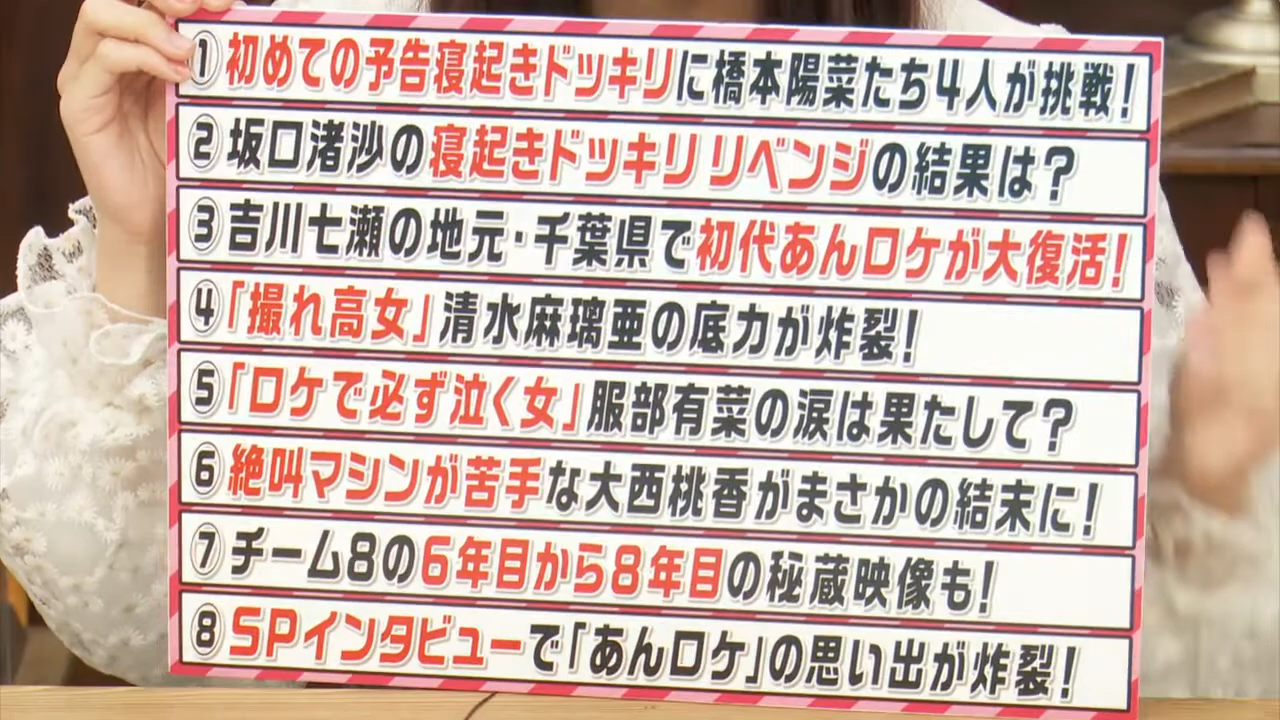 ①初めての予告寝起きドッキリに橋本陽菜たち4人が挑戦!
②坂口渚沙の寝起きドッキリ リベンジの結果は?
③吉川七瀬の地元・千葉県で初代あんロケが大復活!
④「撮れ高女」清水麻璃亜の底力が炸裂!
⑤「ロケで必ず泣く女」服部有菜の涙は果たして?
⑥絶叫マシンが苦手な大西桃香がまさかの結末に!
⑦チーム8の6年目から8年目の秘蔵映像も!
⑧SPインタビューで「あんロケ」の思い出が炸裂!